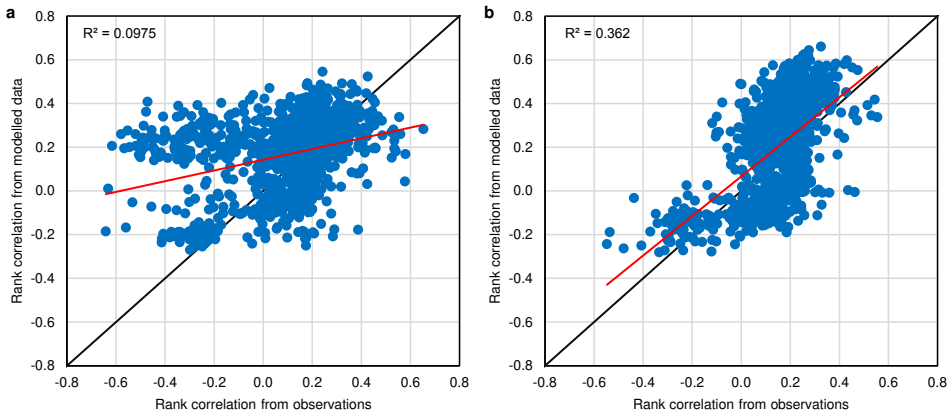 a
R² = 0.0975
0.8
0.6
0.4
0.2
0.0
-0.2
-0.4
-0.6
-0.8
Rank correlation from modelled data
-0.8 -0.6 -0.4 -0.2 0.0 0.2 0.4 0.6 0.8
Rank correlation from observations
b
R² = 0.362
0.8
0.6
0.4
0.2
0.0
-0.2
-0.4
-0.6
-0.8
Rank correlation from modelled data
-0.8 -0.6 -0.4 -0.2 0.0 0.2 0.4 0.6 0.8
Rank correlation from observations